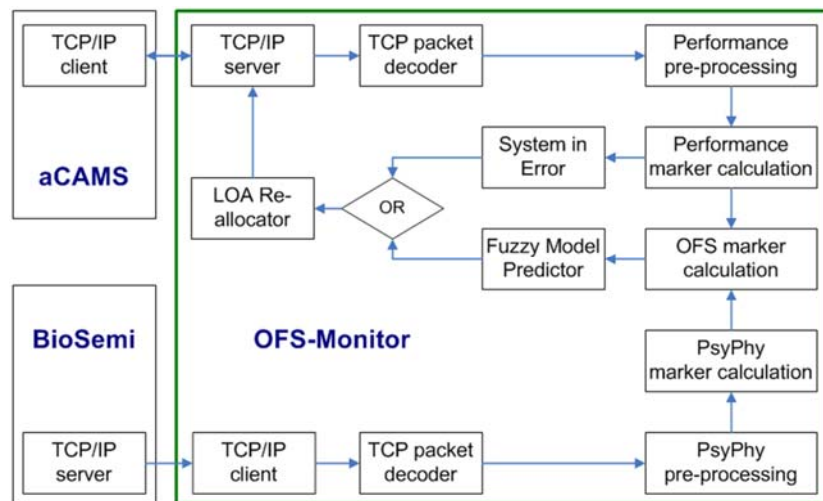 TCP/IP
client
TCP/IP
server
TCP packet
decoder
Performance
pre-processing
aCAMS
System in
Error
Performance
marker calculation
LOA Re-
allocator
OR
Fuzzy Model
Predictor
OFS marker
calculation
BioSemi
OFS-Monitor
PsyPhy
marker calculation
TCP/IP
server
TCP/IP
client
TCP packet
decoder
PsyPhy
pre-processing